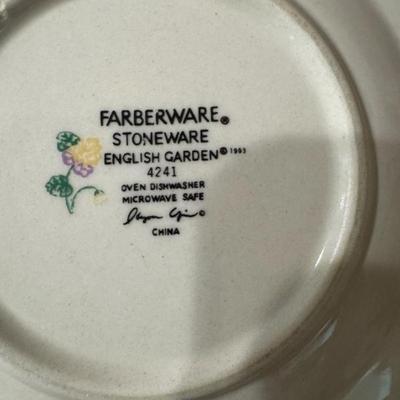 FARBERWARE®
STONEWARE
ENGLISH GARDEN © 1993
4241
OVEN DISHWASHER
MICROWAVE SAFE
©
CHINA